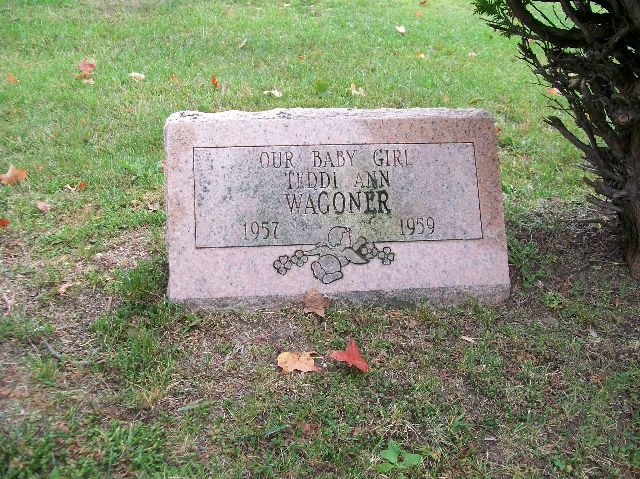 OUR BABY GIRL
TEDDI ANN
WAGONER
1957 1959